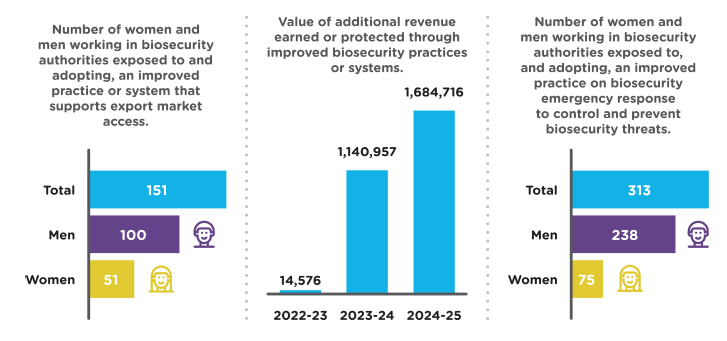 Number of women and
men working in biosecurity
authorities exposed to and
adopting, an improved
practice or system that
supports export market
access.
Total
151
Men
100
Women
51
Value of additional revenue
earned or protected through
improved biosecurity practices
or systems.
1,684,716
1,140,957
14,576
2022-23
2023-24
2024-25
Number of women and
men working in biosecurity
authorities exposed to,
and adopting, an improved
practice on biosecurity
emergency response
to control and prevent
biosecurity threats.
Total
313
Men
238
Women
75